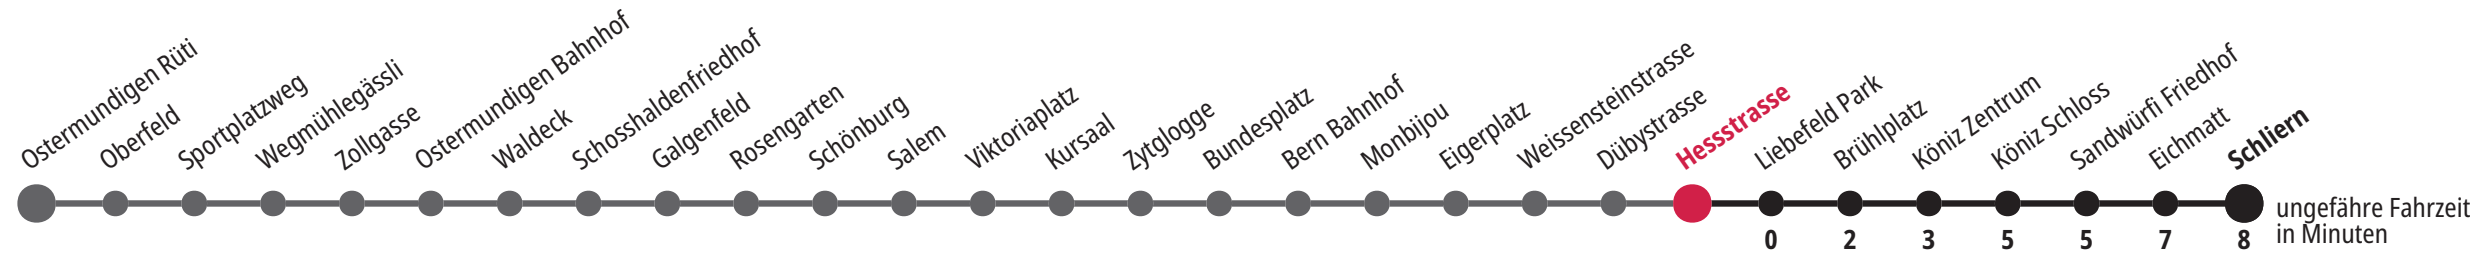 Ostermundigen Rüti
Oberfeld
Sportplatzweg
Wegmühlegässli
Zollgasse
Ostermundigen Bahnhof
Waldeck
Schosshaldenfriedhof
Galgenfeld
Rosengarten
Schönburg
Salem
Viktoriaplatz
Kursaal
Zytglogge
Bundesplatz
Bern Bahnhof
Monbijou
Eigerplatz
Weissensteinstrasse
Dübystrasse
Hessstrasse
Liebefeld Park
Brühlplatz
Köniz Zentrum
Köniz Schloss
Sandwürfi Friedhof
Eichmatt
Schliern
0 2 3 5 5 7 8
ungefähre Fahrzeit
in Minuten